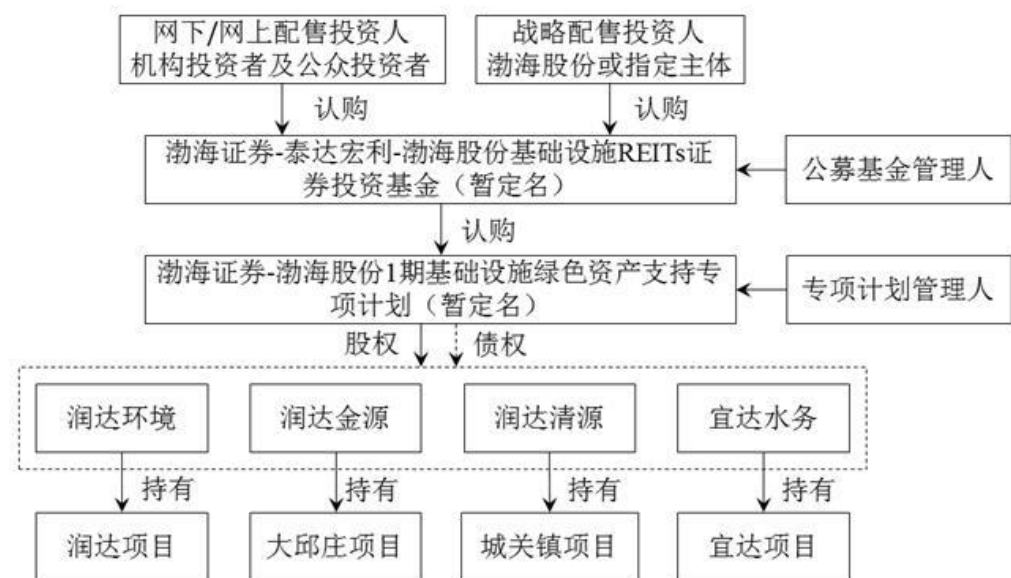 网下/网上配售投资人
机构投资者及公众投资者
战略配售投资人
渤海股份或指定主体
认购
认购
渤海证券-泰达宏利-渤海股份基础设施REITs证
券投资基金（暂定名）
公募基金管理人
认购
渤海证券-渤海股份1期基础设施绿色资产支持专
项计划（暂定名）
专项计划管理人
股权
债权
润达环境
润达金源
润达清源
宜达水务
持有
持有
持有
持有
润达项目
大邱庄项目
城关镇项目
宜达项目